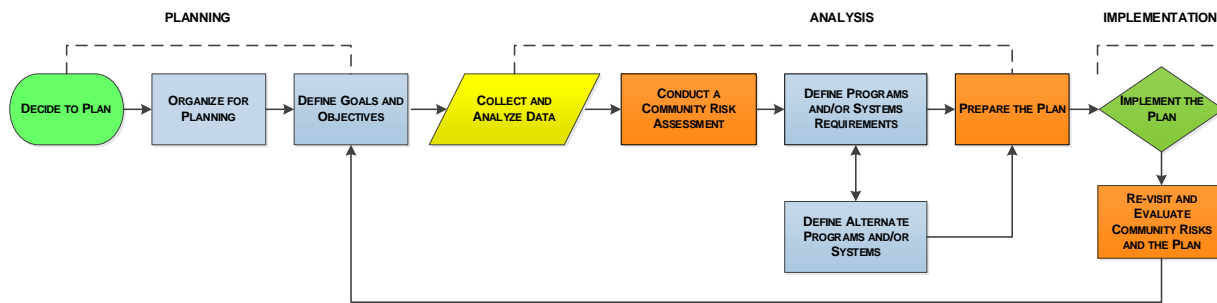 PLANNING
ANALYSIS
IMPLEMENTATION
DECIDE TO PLAN
ORGANIZE FOR
PLANNING
DEFINE GOALS AND
OBJECTIVES
COLLECT AND
ANALYZE DATA
CONDUCT A
COMMUNITY RISK
ASSESSMENT
DEFINE PROGRAMS
AND/OR SYSTEMS
REQUIREMENTS
PREPARE THE PLAN
IMPLEMENT THE
PLAN
DEFINE ALTERNATE
PROGRAMS AND/OR
SYSTEMS
RE-VISIT AND
EVALUATE
COMMUNITY RISKS
AND THE PLAN